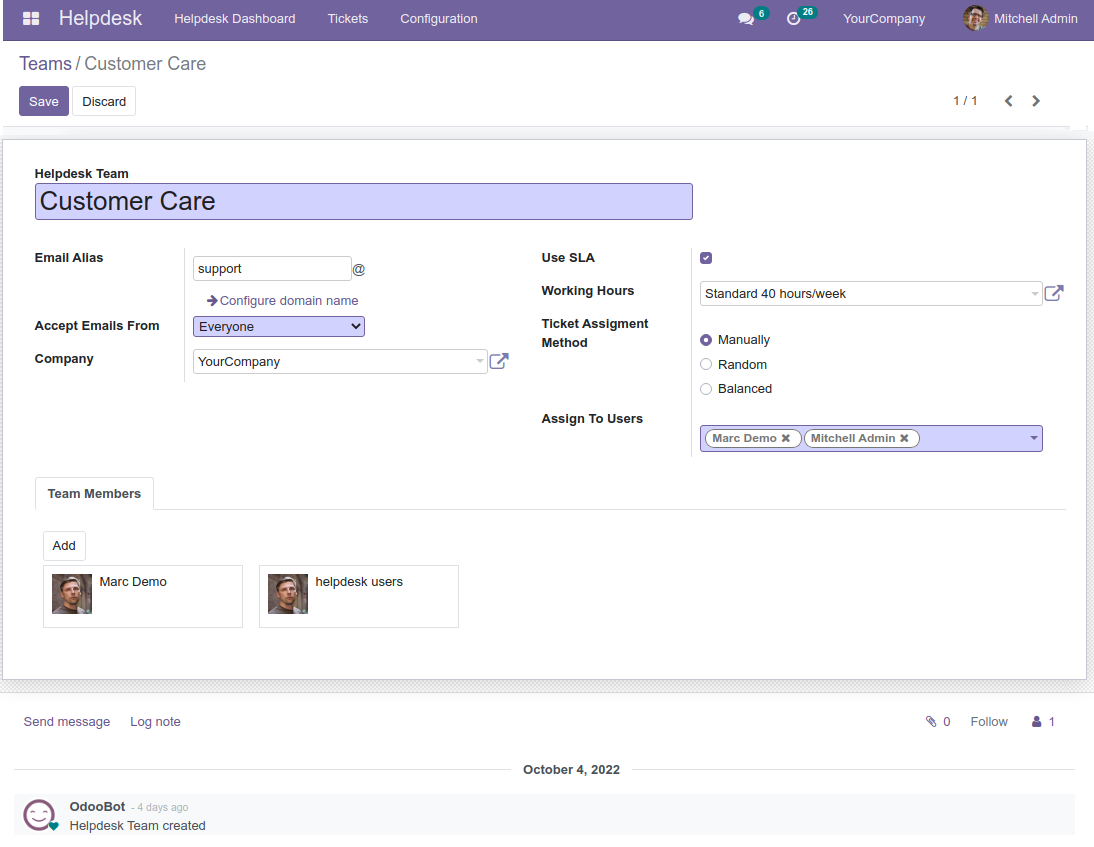 Helpdesk Helpdesk Dashboard Tickets Configuration 6 26 YourCompany Mitchell Admin
Teams / Customer Care
Save Discard 1 / 1
Helpdesk Team
Customer Care
Email Alias
support @
Configure domain name
Accept Emails From Everyone
Company YourCompany
Use SLA
Working Hours Standard 40 hours/week
Ticket Assigment
Method
Manually
Random
Balanced
Assign To Users
Marc Demo Mitchell Admin
Team Members
Add
Marc Demo helpdesk users
Send message Log note 0 Follow 1
October 4, 2022
OdooBot - 4 days ago
Helpdesk Team created